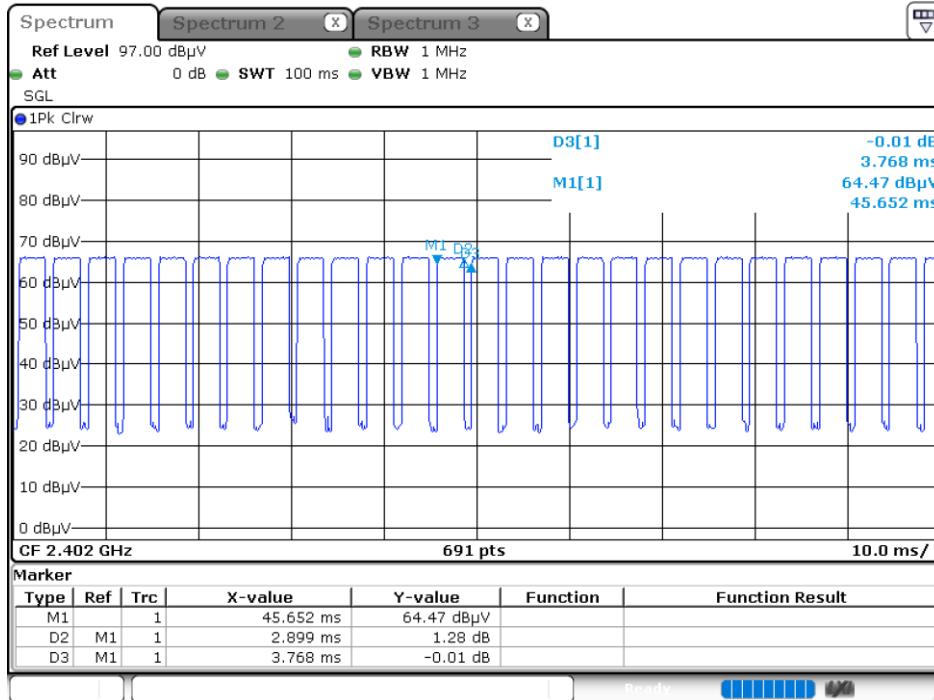 Spectrum Spectrum 2 X Spectrum 3 X
Ref Level 97.00 dBµV RBW 1 MHz
Att 0 dB SWT 100 ms VBW 1 MHz
SGL
1Pk Clrw
D3[1] -0.01 dB
3.768 ms
M1[1] 64.47 dBµV
45.652 ms
90 dBµV
80 dBµV
70 dBµV
M1 D2
60 dBµV
50 dBµV
40 dBµV
30 dBµV
20 dBµV
10 dBµV
0 dBµV
CF 2.402 GHz 691 pts 10.0 ms/
Marker
Type Ref Trc X-value Y-value Function Function Result
M1 1 45.652 ms 64.47 dBµV
D2 M1 1 2.899 ms 1.28 dB
D3 M1 1 3.768 ms -0.01 dB
Ready